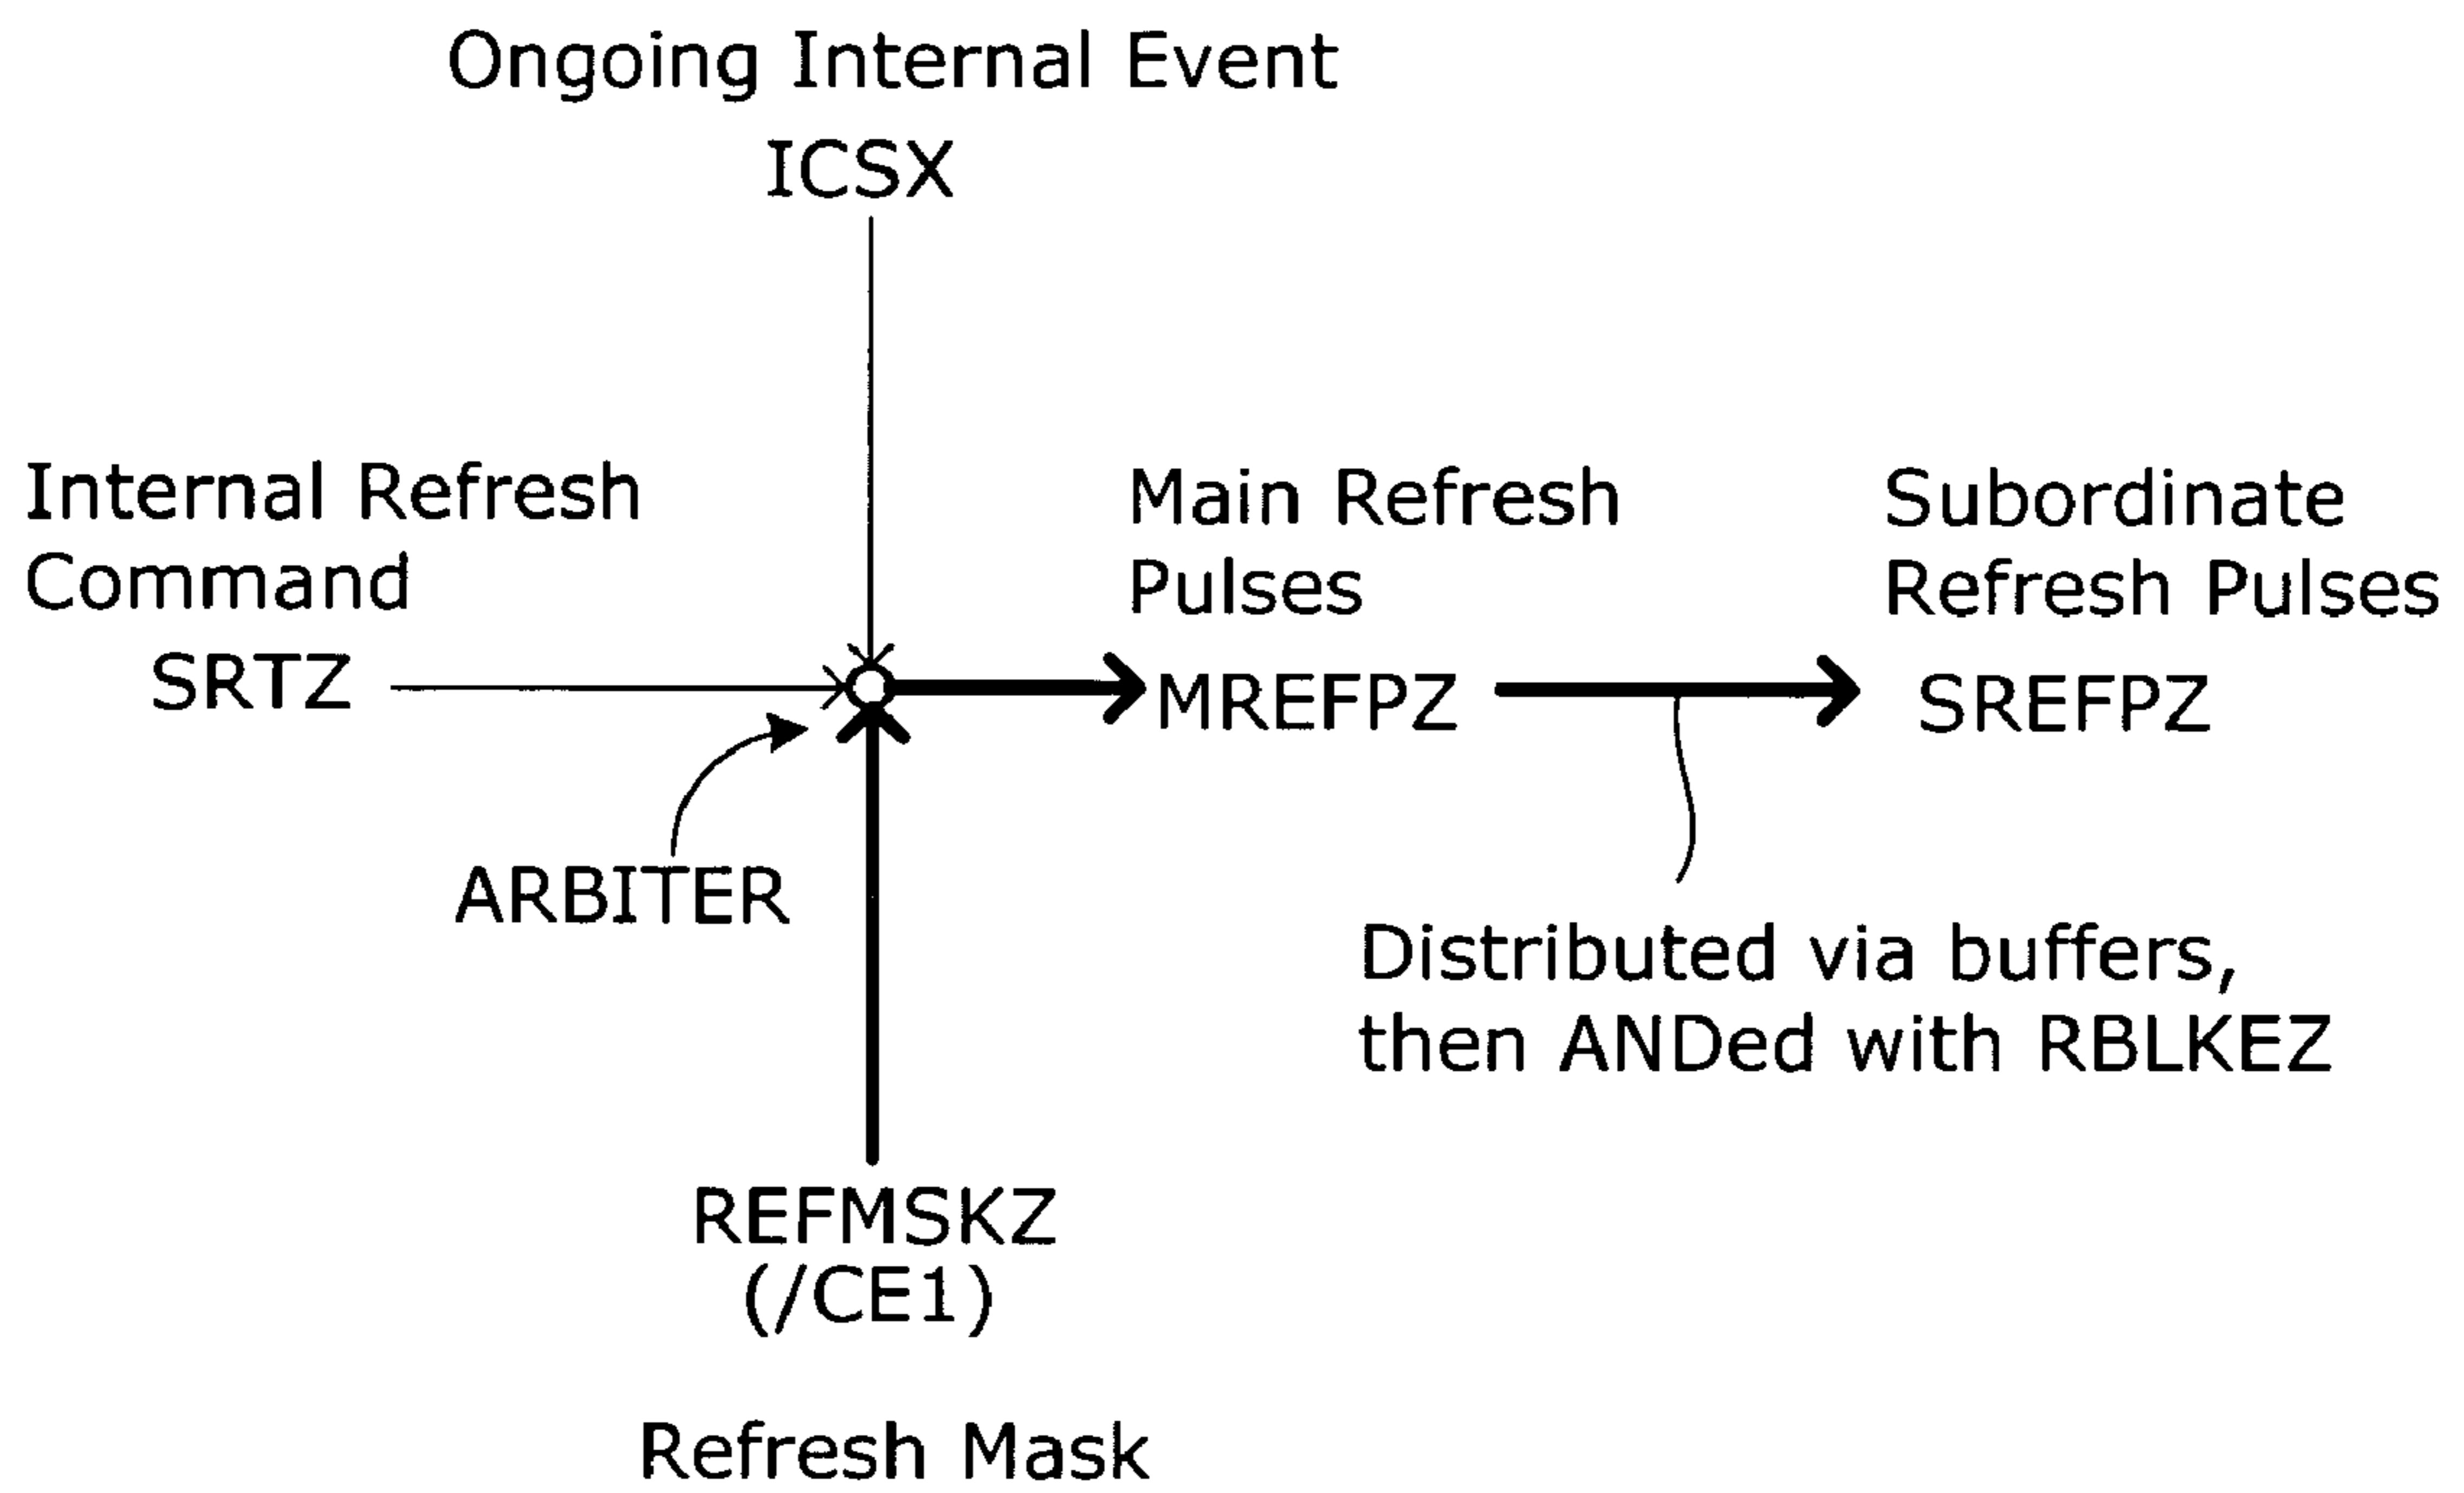 Ongoing Internal Event
ICSX
Internal Refresh
Command
SRTZ
Main Refresh
Pulses
MREFPZ
Subordinate
Refresh Pulses
SREFPZ
ARBITER
Distributed via buffers,
then ANDed with RBLKEZ
REFMSKZ
(/CE1)
Refresh Mask